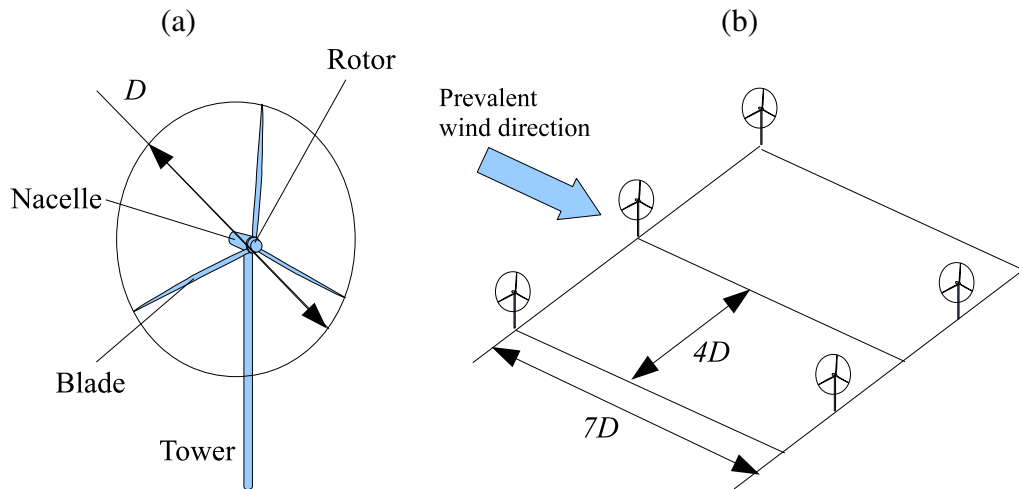 (a)
Rotor
D
Nacelle
Blade
Tower
(b)
Prevalent
wind direction
4D
7D